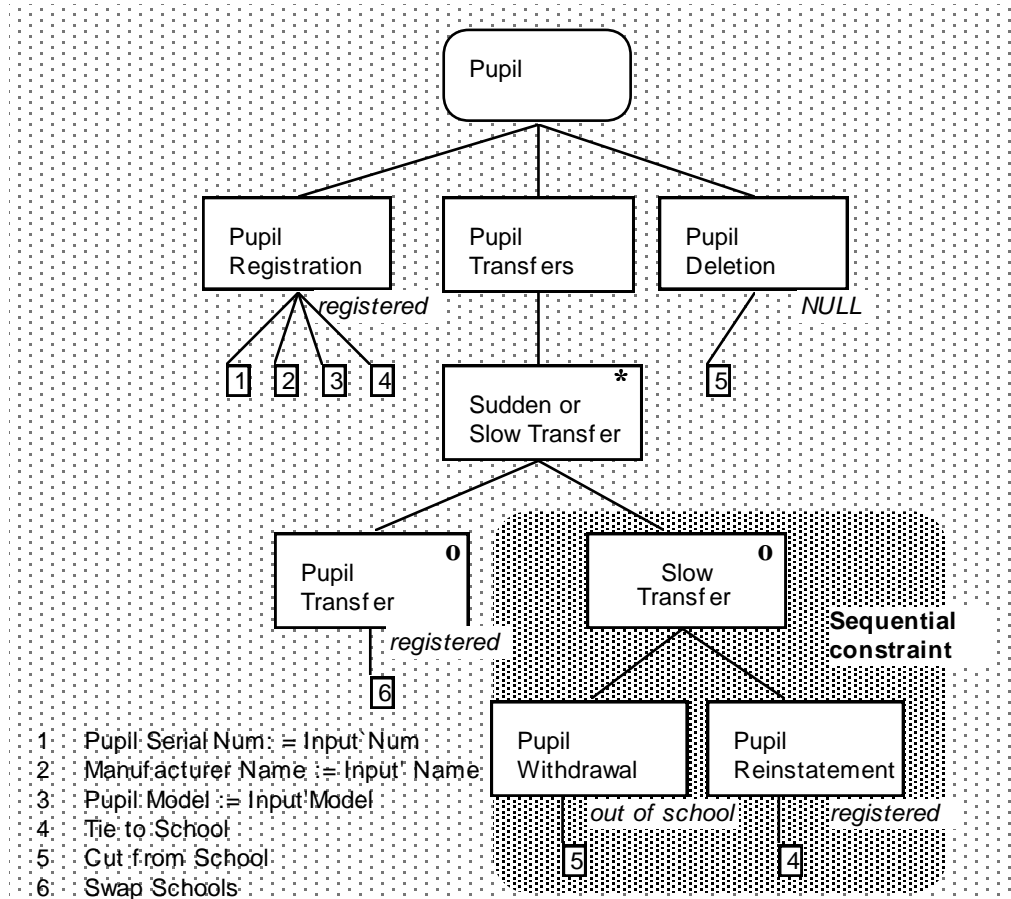 Pupil
Pupil
Registration
registered
Pupil
Transfers
Pupil
Deletion
NULL
1 2 3 4
5
*
Sudden or
Slow Transfer
o
Pupil
Transfer
registered
6
o
Slow
Transfer
Sequential
constraint
Pupil
Withdrawal
out of school
5
Pupil
Reinstatement
registered
4
1 Pupil Serial Num: = Input Num
2 Manufacturer Name := Input' Name
3 Pupil Model := Input Model
4 Tie to School
5 Cut from School
6 Swap Schools